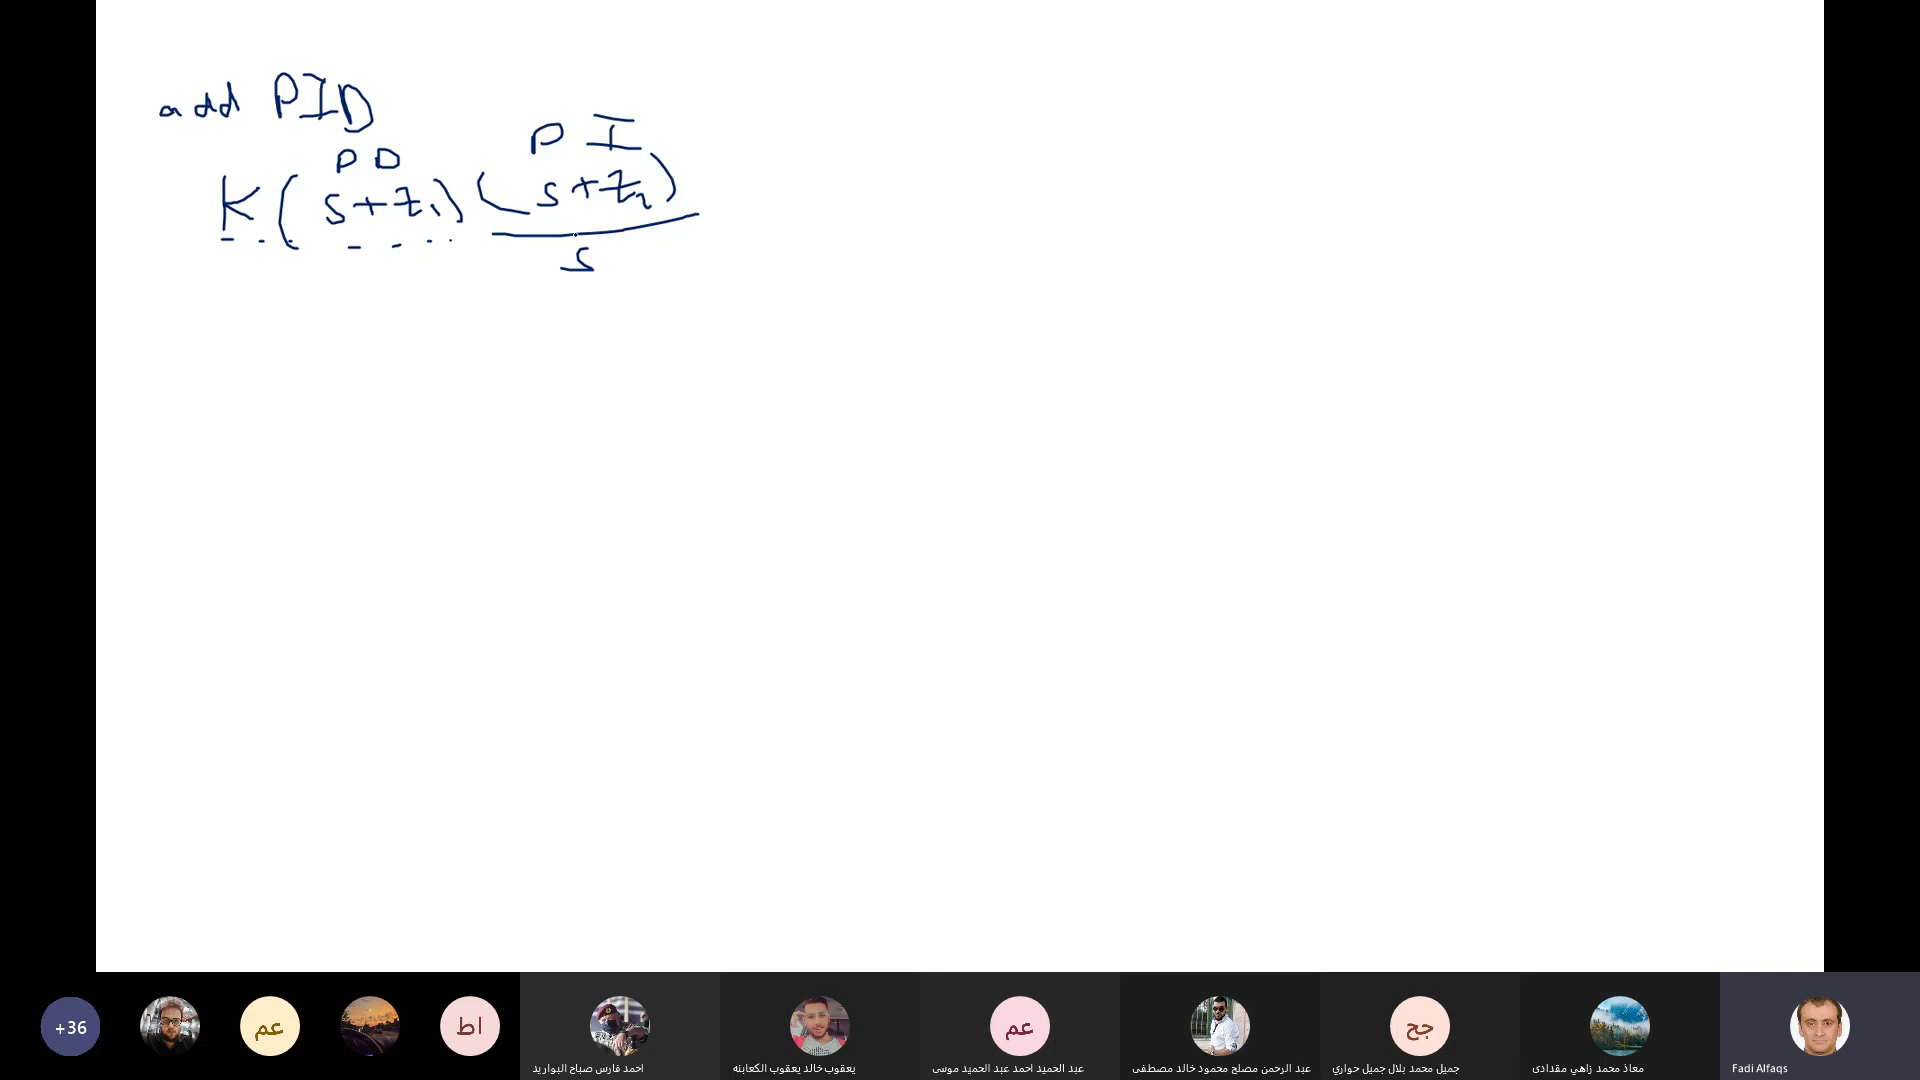 add PID
PD PI
K(s+z₁)(s+z₂)
s
+36
عم
اط
عم
جح
احمد فارس صباح البواريد
يعقوب خالد يعقوب الكعابنه
عبد الحميد احمد عبد الحميد موسى
عبد الرحمن مصلح محمود خالد مصطفى
جميل محمد بلال جميل حواري
معاذ محمد زاهي مقدادى
Fadi Alfaqs